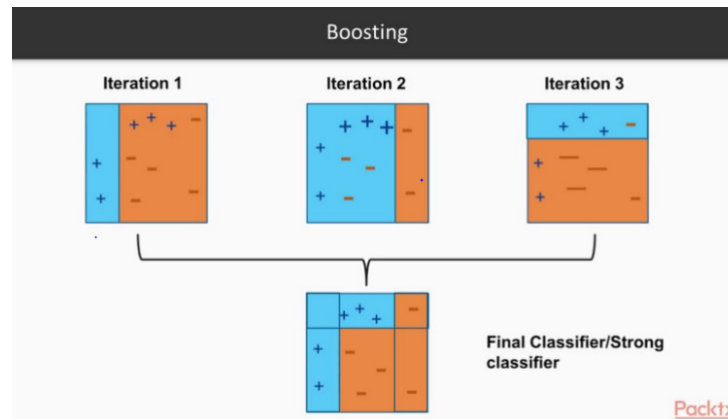 Boosting
Iteration 1
Iteration 2
Iteration 3
Final Classifier/Strong
classifier
Packt